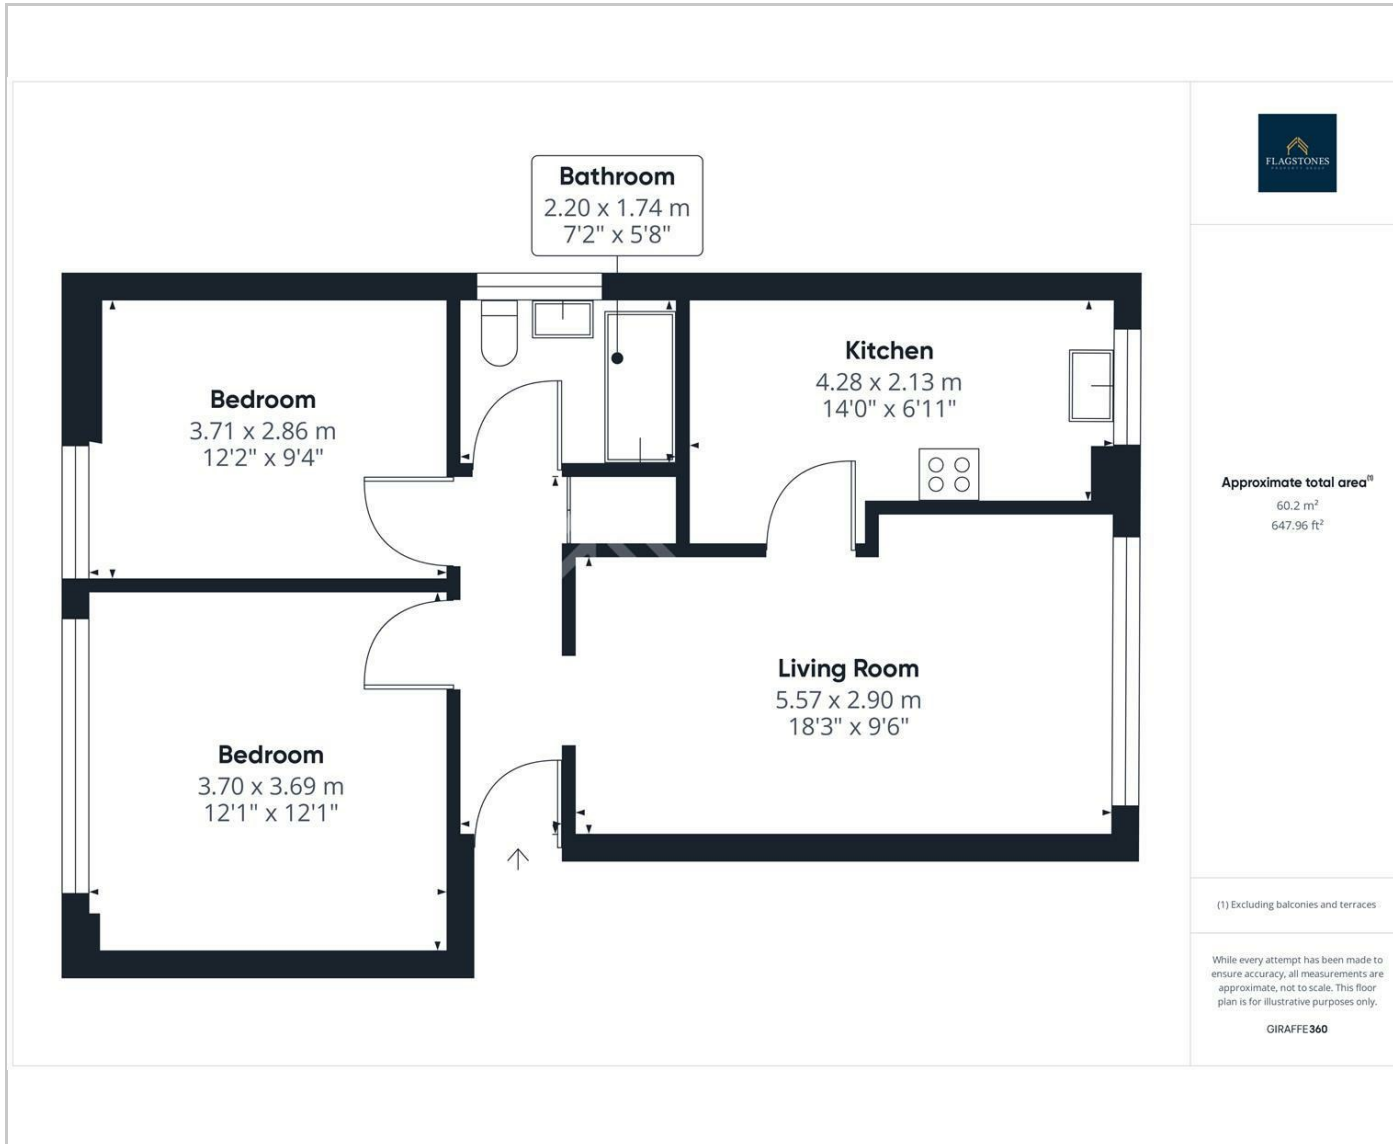 Bathroom
2.20 x 1.74 m
7'2" x 5'8"
Kitchen
4.28 x 2.13 m
14'0" x 6'11"
Bedroom
3.71 x 2.86 m
12'2" x 9'4"
Living Room
5.57 x 2.90 m
18'3" x 9'6"
Bedroom
3.70 x 3.69 m
12'1" x 12'1"
FLAGSTONES
PROPERTY GROUP
Approximate total area⁽¹⁾
60.2 m²
647.96 ft²
(1) Excluding balconies and terraces
While every attempt has been made to
ensure accuracy, all measurements are
approximate, not to scale. This floor
plan is for illustrative purposes only.
GIRAFFE360